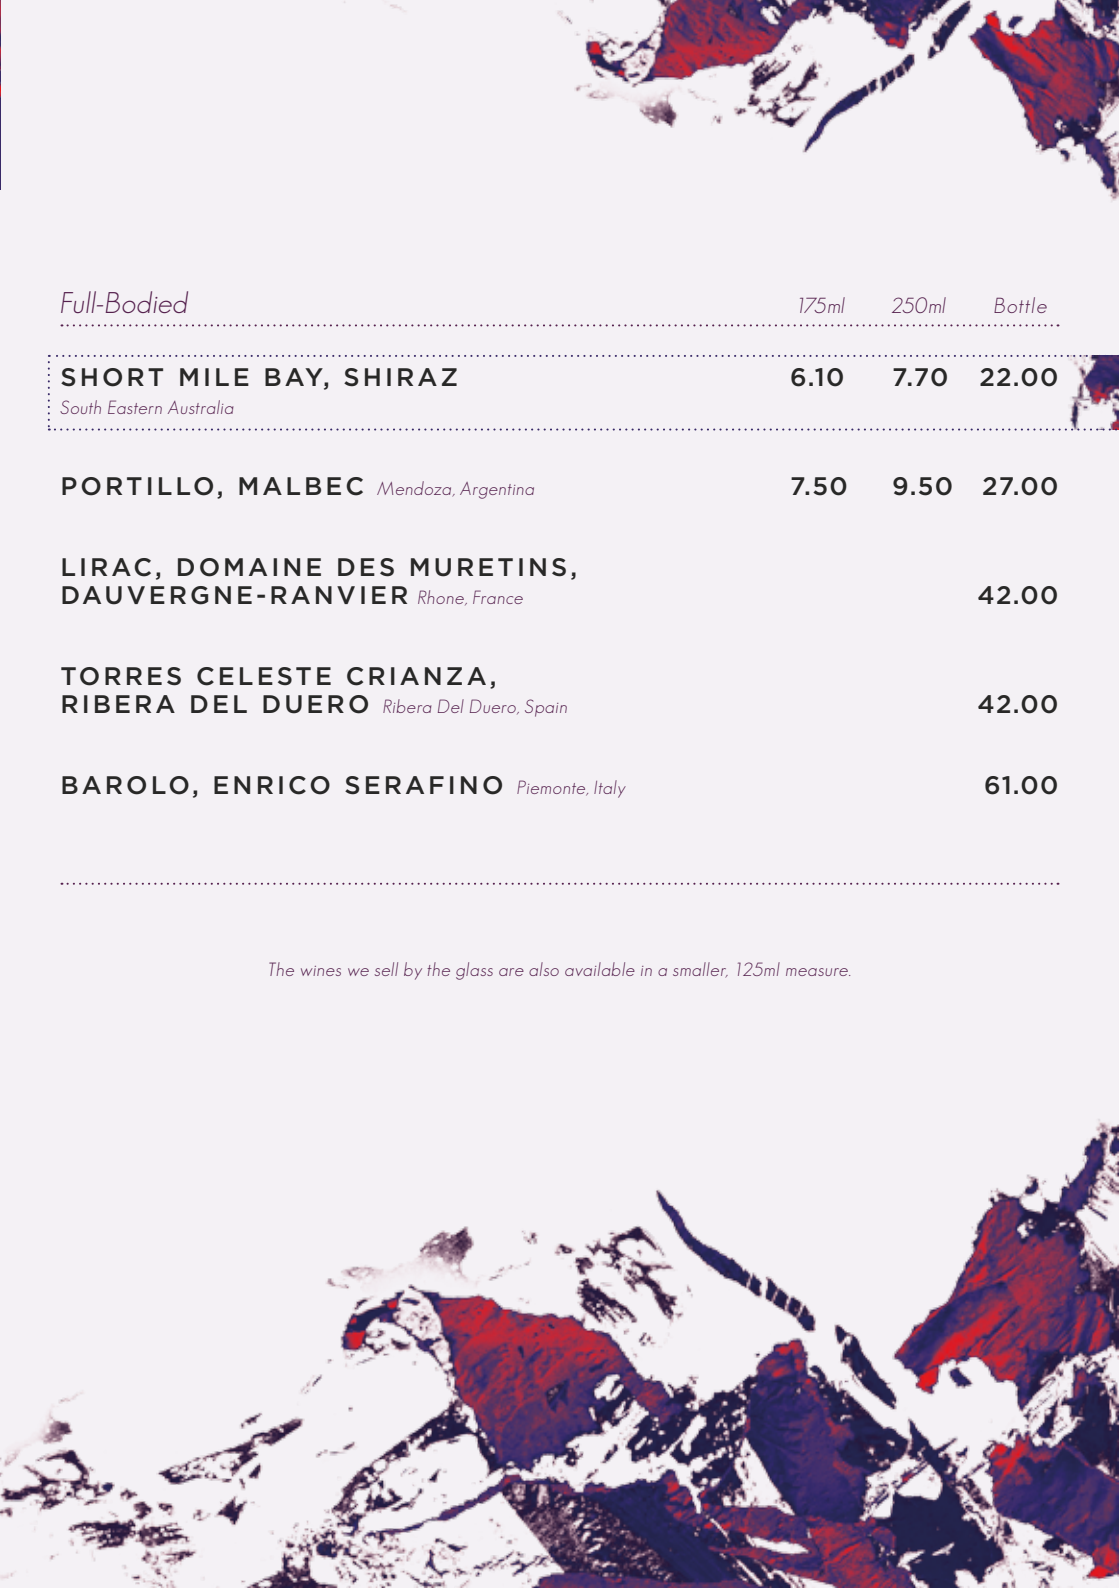 Full-Bodied 175ml 250ml Bottle
SHORT MILE BAY, SHIRAZ 6.10 7.70 22.00
South Eastern Australia
PORTILLO, MALBEC Mendoza, Argentina 7.50 9.50 27.00
LIRAC, DOMAINE DES MURETINS,
DAUVERGNE-RANVIER Rhone, France 42.00
TORRES CELESTE CRIANZA,
RIBERA DEL DUERO Ribera Del Duero, Spain 42.00
BAROLO, ENRICO SERAFINO Piemonte, Italy 61.00
The wines we sell by the glass are also available in a smaller, 125ml measure.